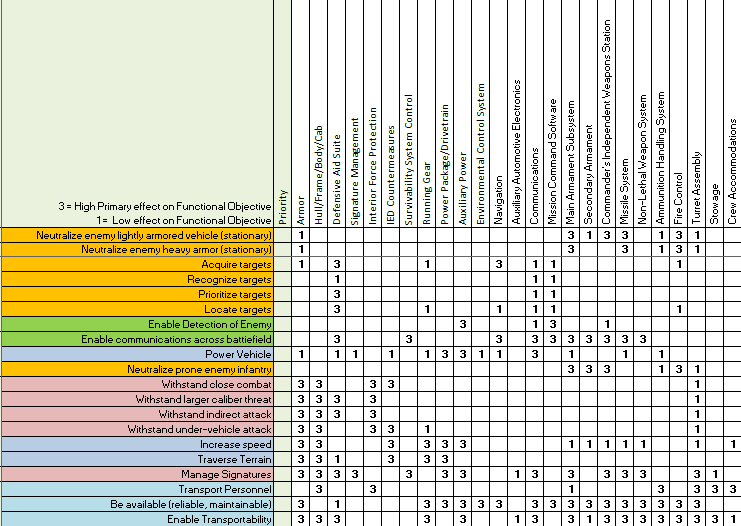 3 = High Primary effect on Functional Objective
1 = Low effect on Functional Objective
Priority
Armor
Hull/Frame/Body/Cab
Defensive Aid Suite
Signature Management
Interior Force Protection
IED Countermeasures
Survivability System Control
Running Gear
Power Package/Drivetrain
Auxiliary Power
Environmental Control System
Navigation
Auxiliary Automotive Electronics
Communications
Mission Command Software
Main Armament Subsystem
Secondary Armament
Commander's Independent Weapons Station
Missile System
Non-Lethal Weapon System
Ammunition Handling System
Fire Control
Turret Assembly
Stowage
Crew Accommodations
Neutralize enemy lightly armored vehicle (stationary) 1 3 1 3 3 1 3 1
Neutralize enemy heavy armor (stationary) 1 3 3 1 3 1
Acquire targets 1 3 1 3 1 1 1
Recognize targets 1 1 1
Prioritize targets 3 1 1
Locate targets 3 1 1 1 1 1
Enable Detection of Enemy 3 1 3 1
Enable communications across battlefield 3 3 3 3 3 3 3 3 3 3
Power Vehicle 1 1 1 1 1 3 3 1 1 3 1 1 1
Neutralize prone enemy infantry 3 3 3 1 3 1
Withstand close combat 3 3 3 3 1
Withstand larger caliber threat 3 3 3 3 1
Withstand indirect attack 3 3 3 3 1
Withstand under-vehicle attack 3 3 3 3 1 1
Increase speed 3 3 3 3 3 3 1 1 1 1 1 1 1
Traverse Terrain 3 3 1 3 3 3
Manage Signatures 3 3 3 3 3 3 3 1 3 3 3 3 3 3 1
Transport Personnel 3 3 1 3 3 3 3
Be available (reliable, maintainable) 3 1 3 3 3 3 3 3 3 3 3 3 3 3 3 3 3
Enable Transportability 3 3 3 3 3 1 3 3 1 3 3 3 3 3 3 3 3